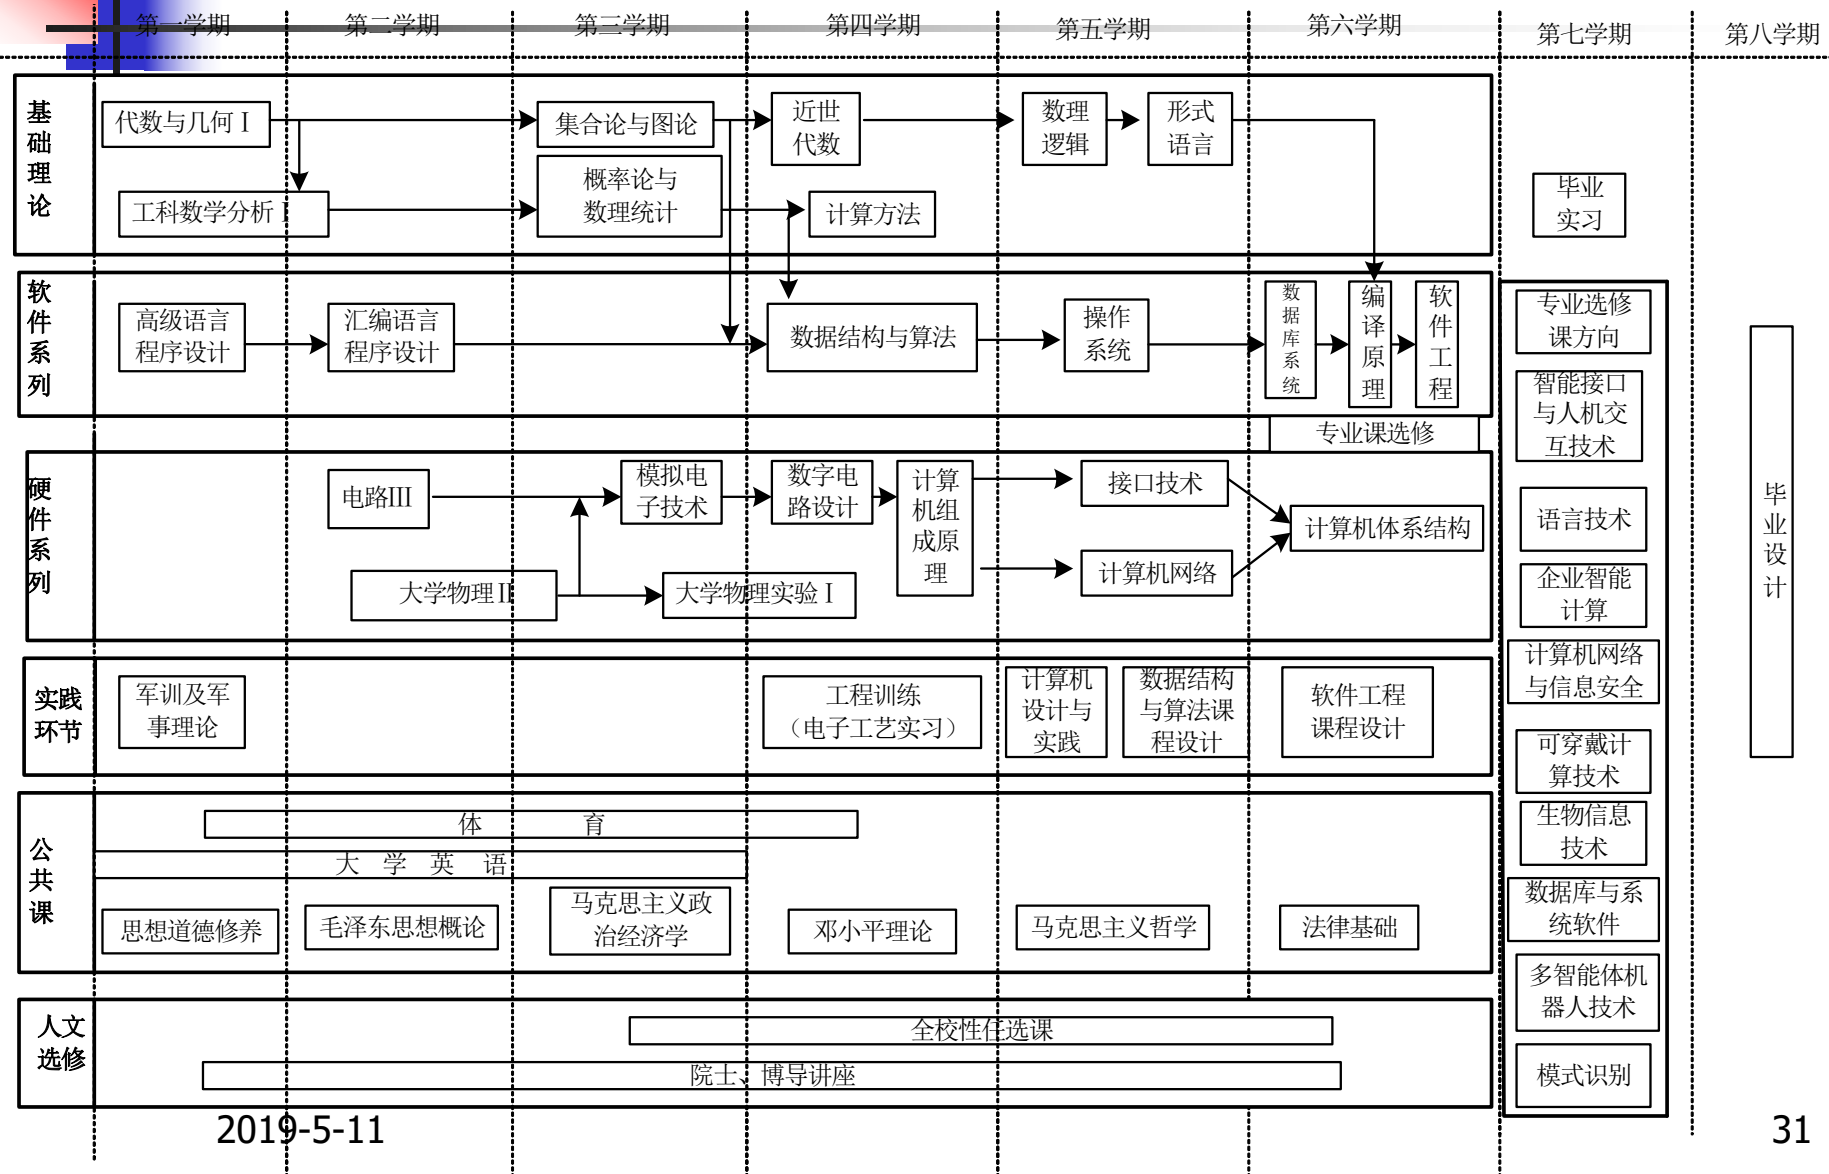 第一学期
第二学期
第三学期
第四学期
第五学期
第六学期
第七学期
第八学期
基
础
理
论
代数与几何Ⅰ
集合论与图论
近世
代数
数理
逻辑
形式
语言
工科数学分析Ⅰ
概率论与
数理统计
计算方法
毕业
实习
软
件
系
列
高级语言
程序设计
汇编语言
程序设计
数据结构与算法
操作
系统
数
据
库
系
统
编
译
原
理
软
件
工
程
专业课选修
硬
件
系
列
电路Ⅲ
模拟电
子技术
数字电
路设计
计算
机组
成原
理
接口技术
计算机体系结构
计算机网络
大学物理Ⅱ
大学物理实验Ⅰ
实践
环节
军训及军
事理论
工程训练
（电子工艺实习）
计算机
设计与
实践
数据结构
与算法课
程设计
软件工程
课程设计
公
共
课
体 育
大 学 英 语
思想道德修养
毛泽东思想概论
马克思主义政
治经济学
邓小平理论
马克思主义哲学
法律基础
人文
选修
全校性任选课
院士、博导讲座
专业选修
课方向
智能接口
与人机交
互技术
语言技术
企业智能
计算
计算机网络
与信息安全
可穿戴计
算技术
生物信息
技术
数据库与系
统软件
多智能体机
器人技术
模式识别
毕
业
设
计
2019-5-11
31